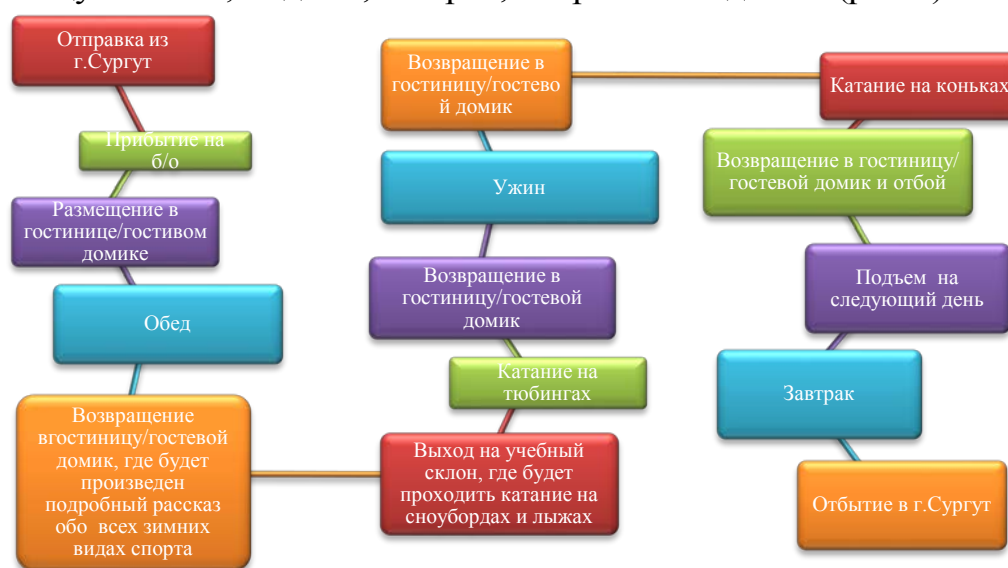 Отправка из
г.Сургут
Прибытие на
б/о
Размещение в
гостинице/гостивом
домике
Обед
Возвращение
вгостиницу/гостевой
домик, где будет
произведен
подробный рассказ
обо всех зимних
видах спорта
Выход на учебный
склон, где будет
проходить катание на
сноубордах и лыжах
Катание на
тюбингах
Возвращение в
гостиницу/гостевой
домик
Ужин
Возвращение в
гостиницу/гостево
й домик
Катание на коньках
Возвращение в гостиницу/
гостевой домик и отбой
Подъем на
следующий день
Завтрак
Отбытие в г.Сургут